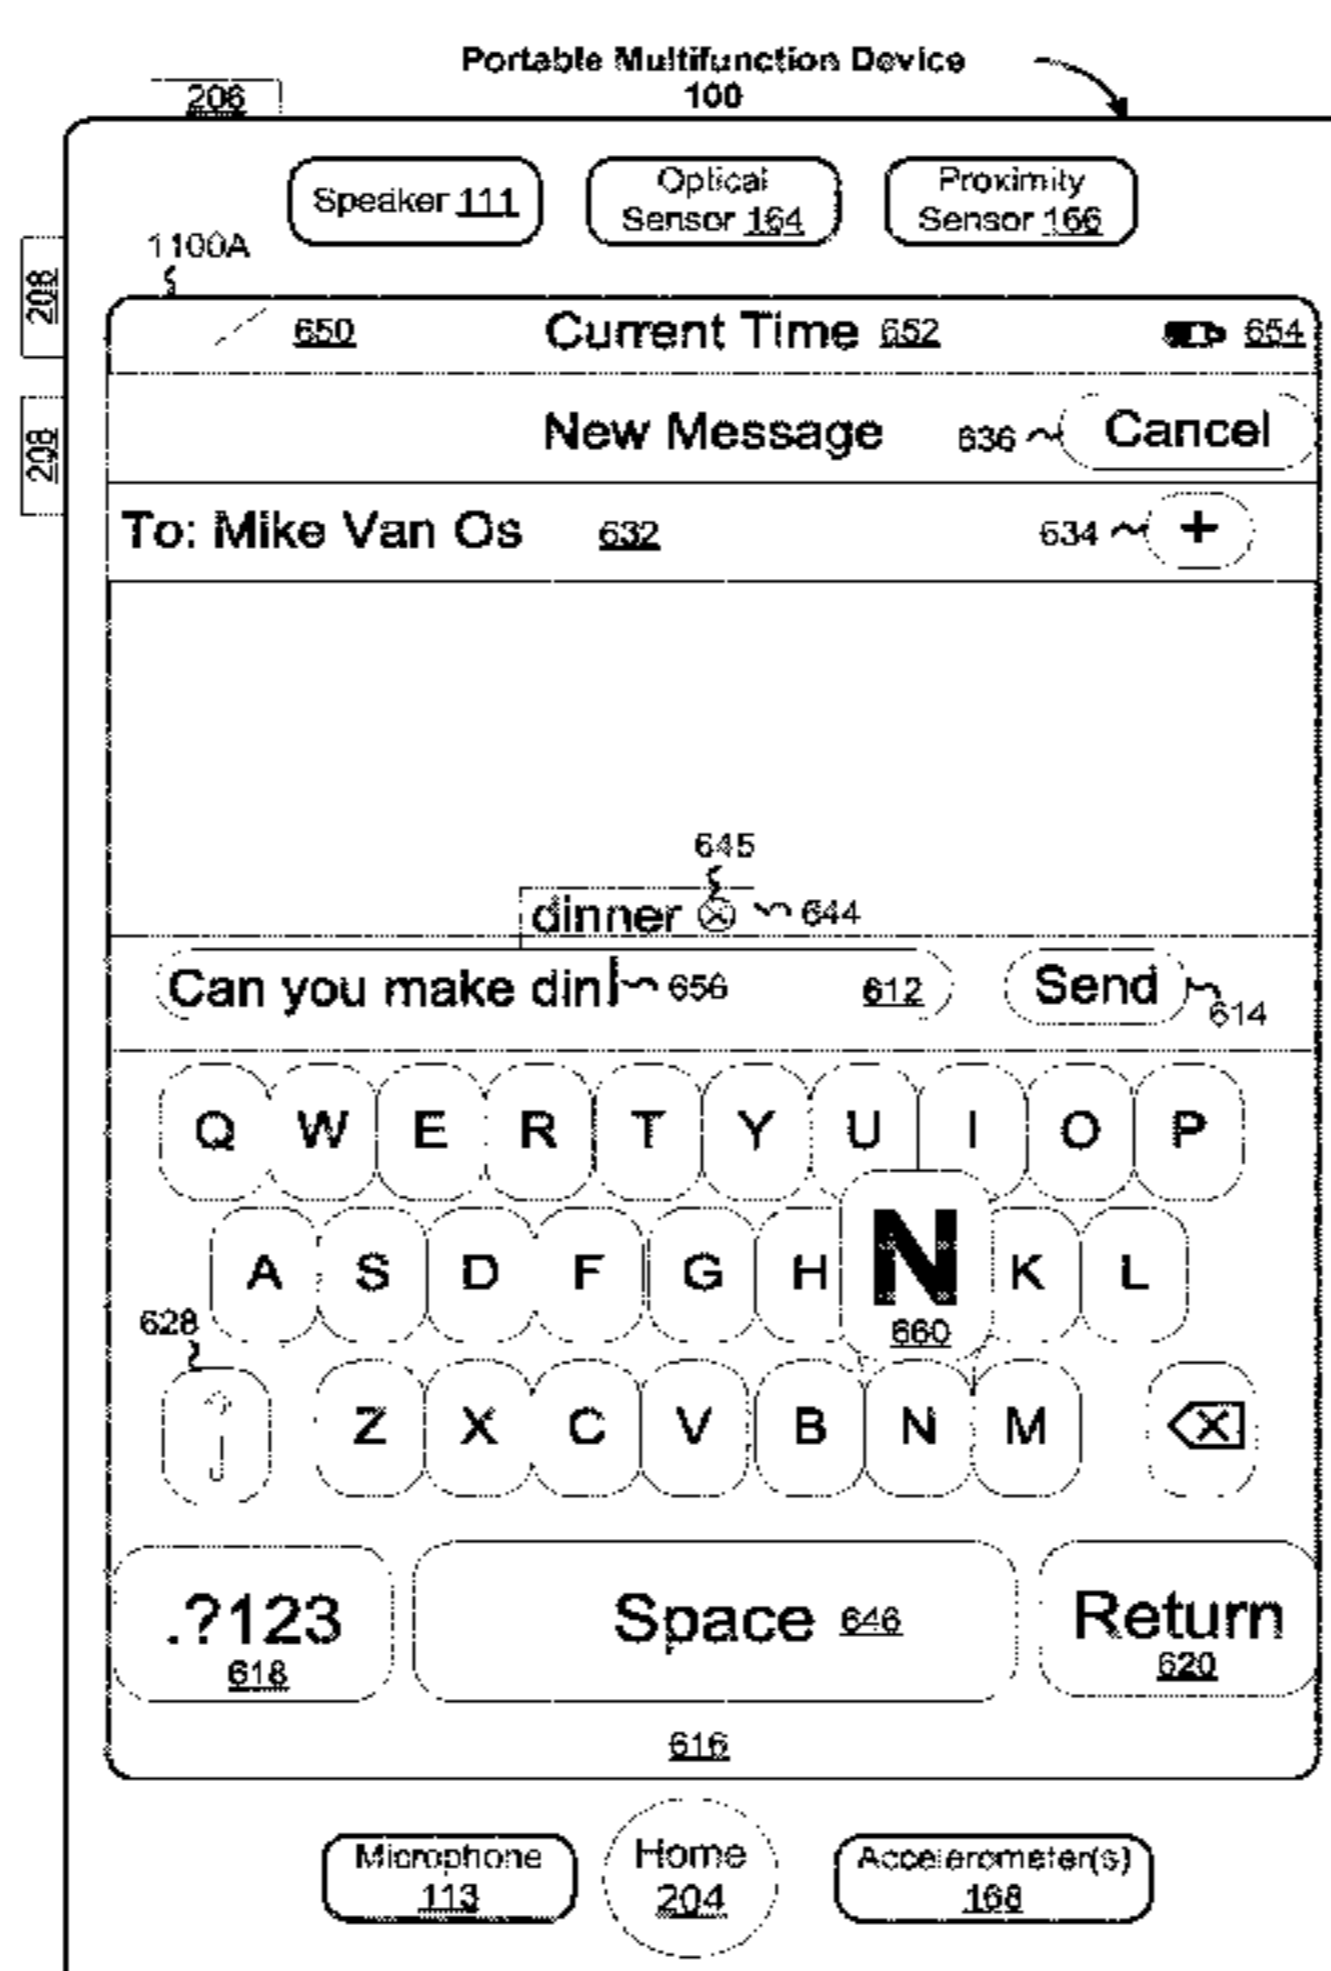 Portable Multifunction Device
100
206
Speaker 111
Optical
Sensor 164
Proximity
Sensor 166
208
1100A
650
Current Time 652
654
208
New Message
636
Cancel
To: Mike Van Os 632
634
+
645
dinner
644
Can you make din
656
612
Send
614
Q W E R T Y U I O P
A S D F G H N K L
660
628
Z X C V B N M
.?123
618
Space 646
Return
620
616
Microphone
113
Home
204
Accelerometer(s)
168